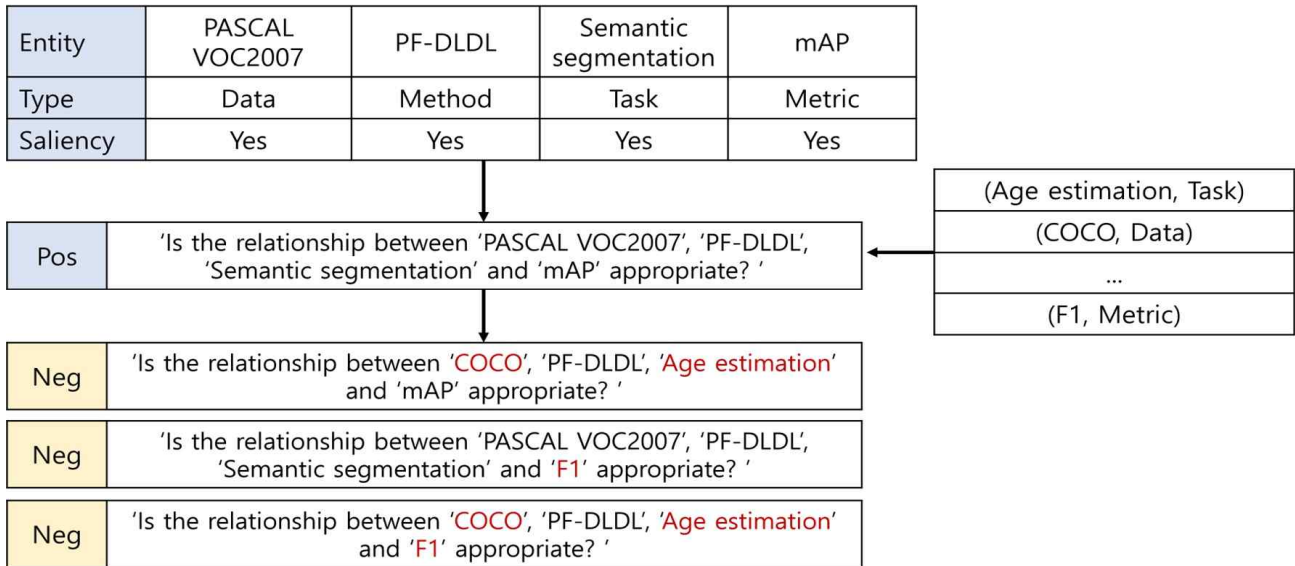 Entity PASCAL VOC2007 PF-DLDL Semantic segmentation mAP
Type Data Method Task Metric
Saliency Yes Yes Yes Yes
(Age estimation, Task)
(COCO, Data)
...
(F1, Metric)
Pos
‘Is the relationship between ‘PASCAL VOC2007’, ‘PF-DLDL’,
‘Semantic segmentation’ and ‘mAP’ appropriate? ’
Neg
‘Is the relationship between ‘COCO’, ‘PF-DLDL’, ‘Age estimation’
and ‘mAP’ appropriate? ’
Neg
‘Is the relationship between ‘PASCAL VOC2007’, ‘PF-DLDL’,
‘Semantic segmentation’ and ‘F1’ appropriate? ’
Neg
‘Is the relationship between ‘COCO’, ‘PF-DLDL’, ‘Age estimation’
and ‘F1’ appropriate? ’